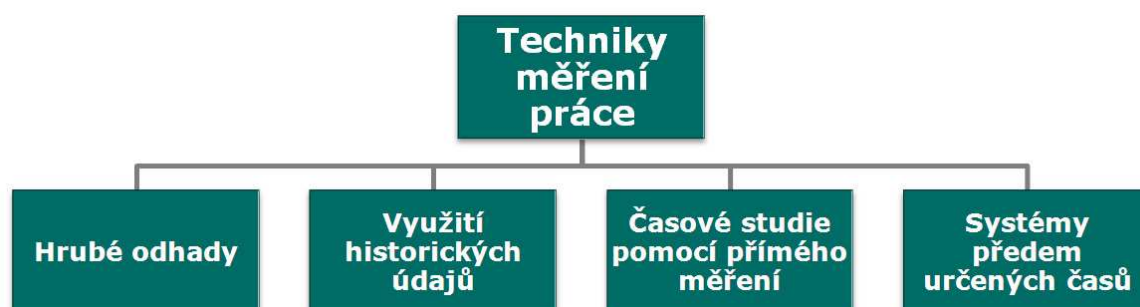 Techniky
měření
práce
Hrubé odhady
Využití
historických
údajů
Časové studie
pomocí přímého
měření
Systémy
předem
určených časů